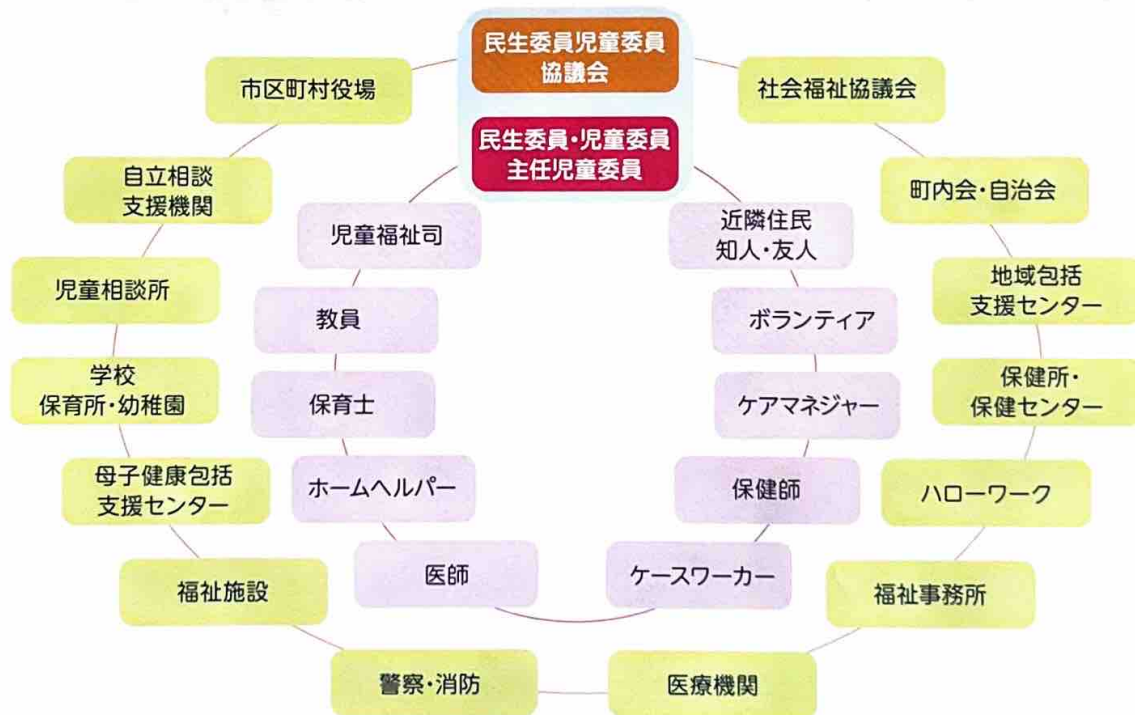 民生委員児童委員
協議会
民生委員・児童委員
主任児童委員
市区町村役場
社会福祉協議会
自立相談
支援機関
町内会・自治会
児童福祉司
近隣住民
知人・友人
児童相談所
地域包括
支援センター
教員
ボランティア
学校
保育所・幼稚園
保健所・
保健センター
保育士
ケアマネジャー
母子健康包括
支援センター
ハローワーク
ホームヘルパー
保健師
福祉施設
福祉事務所
医師
ケースワーカー
警察・消防
医療機関